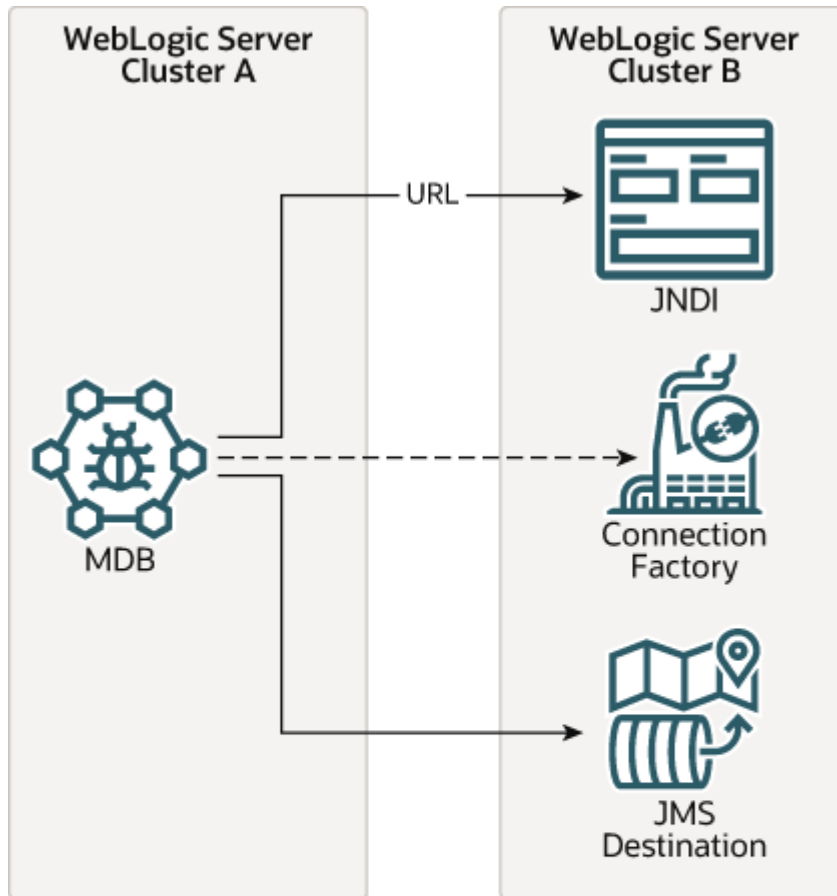 WebLogic Server
Cluster A
WebLogic Server
Cluster B
URL
JNDI
MDB
Connection
Factory
JMS
Destination